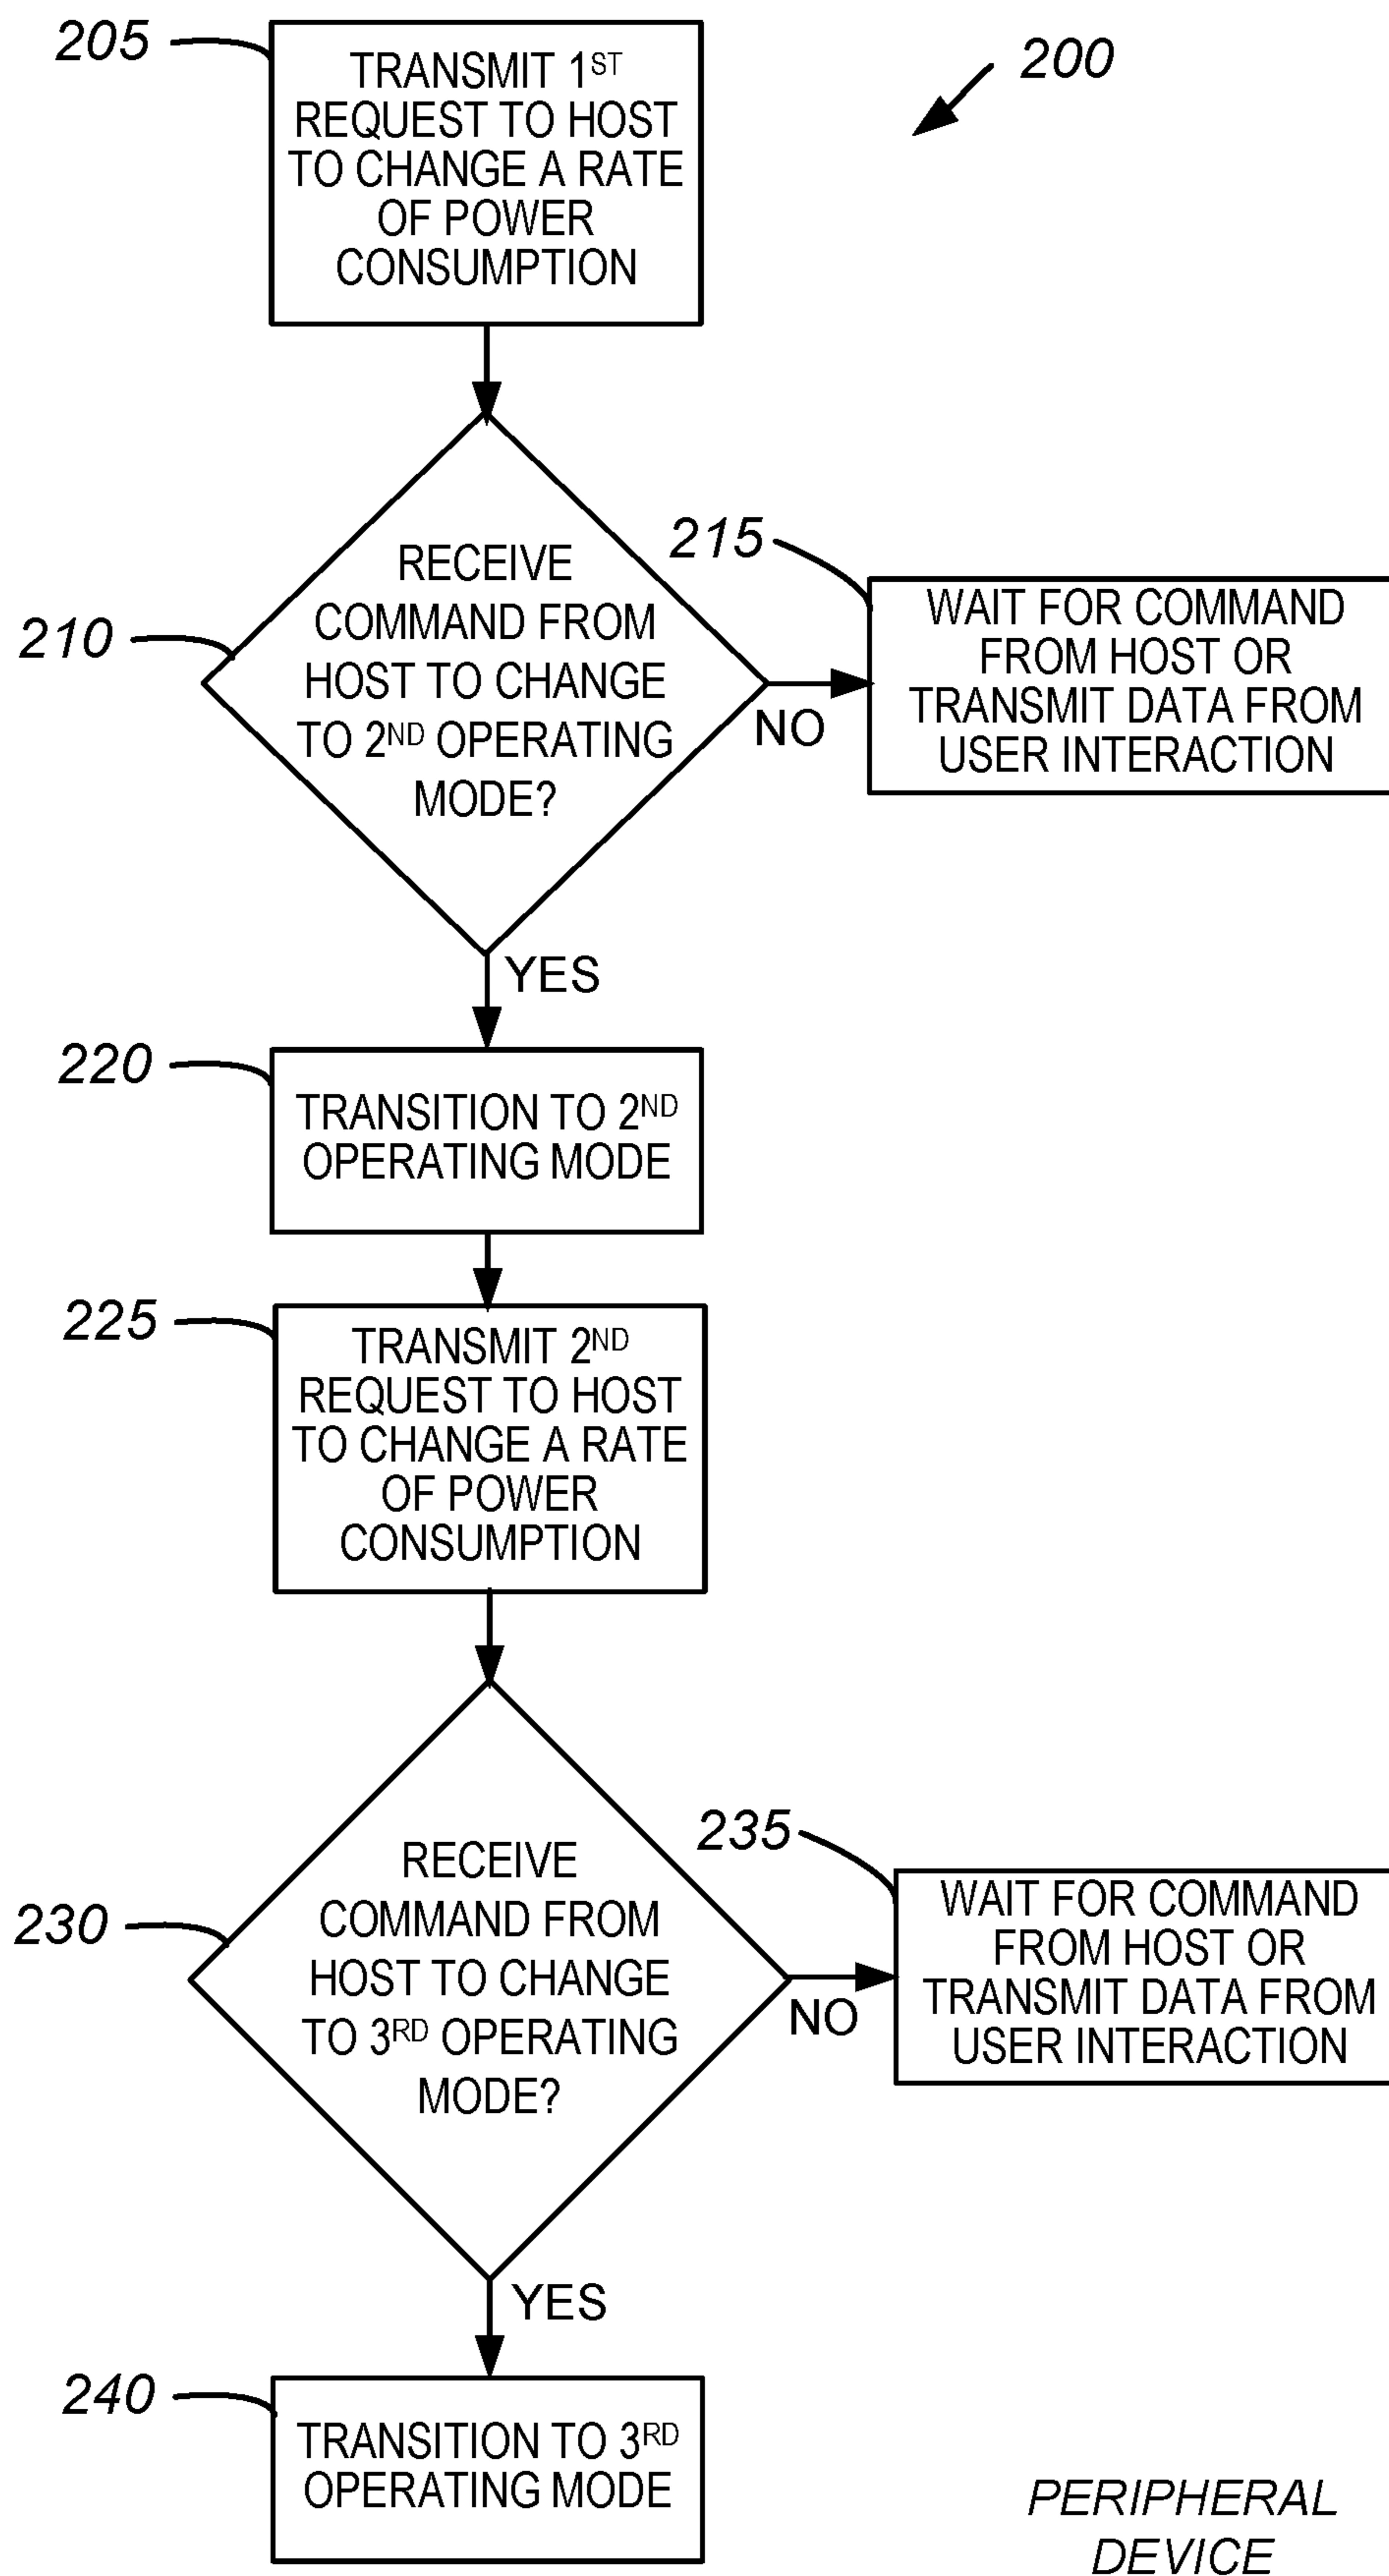 205
TRANSMIT 1ST
REQUEST TO HOST
TO CHANGE A RATE
OF POWER
CONSUMPTION
200
210
RECEIVE
COMMAND FROM
HOST TO CHANGE
TO 2ND OPERATING
MODE?
NO
215
WAIT FOR COMMAND
FROM HOST OR
TRANSMIT DATA FROM
USER INTERACTION
YES
220
TRANSITION TO 2ND
OPERATING MODE
225
TRANSMIT 2ND
REQUEST TO HOST
TO CHANGE A RATE
OF POWER
CONSUMPTION
230
RECEIVE
COMMAND FROM
HOST TO CHANGE
TO 3RD OPERATING
MODE?
NO
235
WAIT FOR COMMAND
FROM HOST OR
TRANSMIT DATA FROM
USER INTERACTION
YES
240
TRANSITION TO 3RD
OPERATING MODE
PERIPHERAL
DEVICE